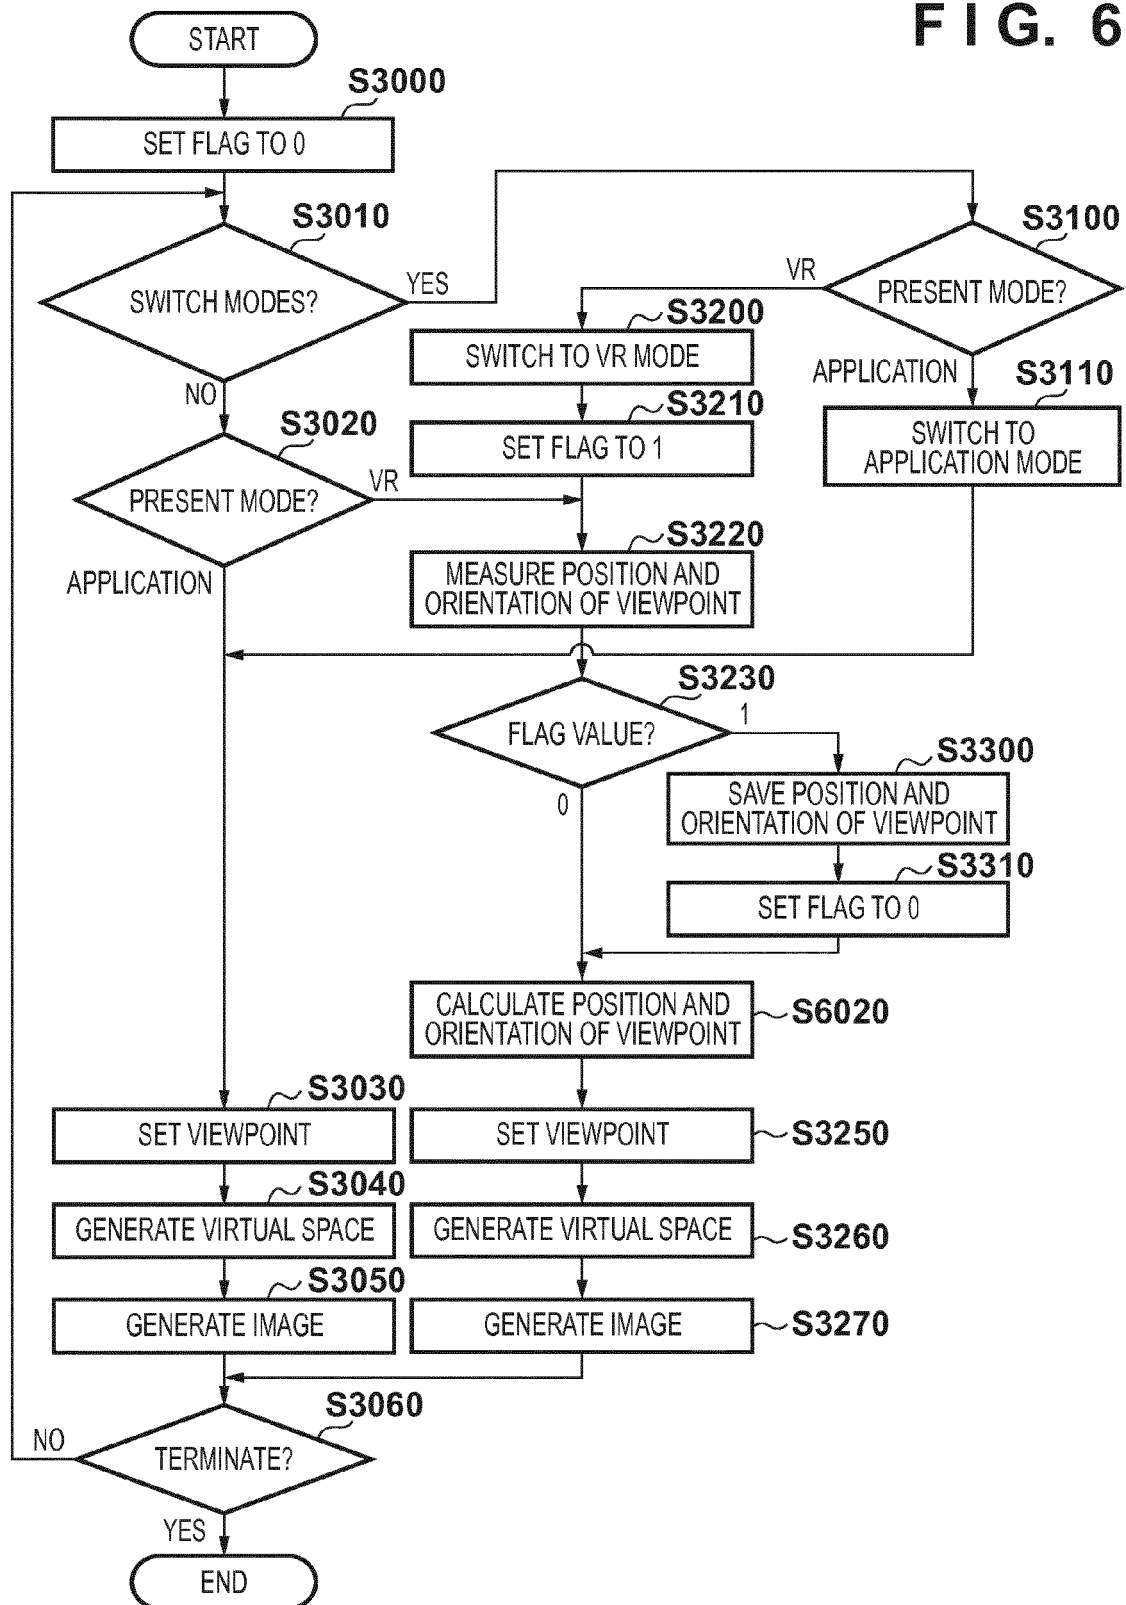 FIG. 6
START
S3000
SET FLAG TO 0
S3010
SWITCH MODES?
YES
NO
S3100
PRESENT MODE?
VR
APPLICATION
S3110
SWITCH TO
APPLICATION MODE
S3200
SWITCH TO VR MODE
S3210
SET FLAG TO 1
S3020
PRESENT MODE?
VR
APPLICATION
S3220
MEASURE POSITION AND
ORIENTATION OF VIEWPOINT
S3230
FLAG VALUE?
1
0
S3300
SAVE POSITION AND
ORIENTATION OF VIEWPOINT
S3310
SET FLAG TO 0
CALCULATE POSITION AND
ORIENTATION OF VIEWPOINT
S6020
S3030
SET VIEWPOINT
SET VIEWPOINT
S3250
S3040
GENERATE VIRTUAL SPACE
GENERATE VIRTUAL SPACE
S3260
S3050
GENERATE IMAGE
GENERATE IMAGE
S3270
S3060
TERMINATE?
NO
YES
END